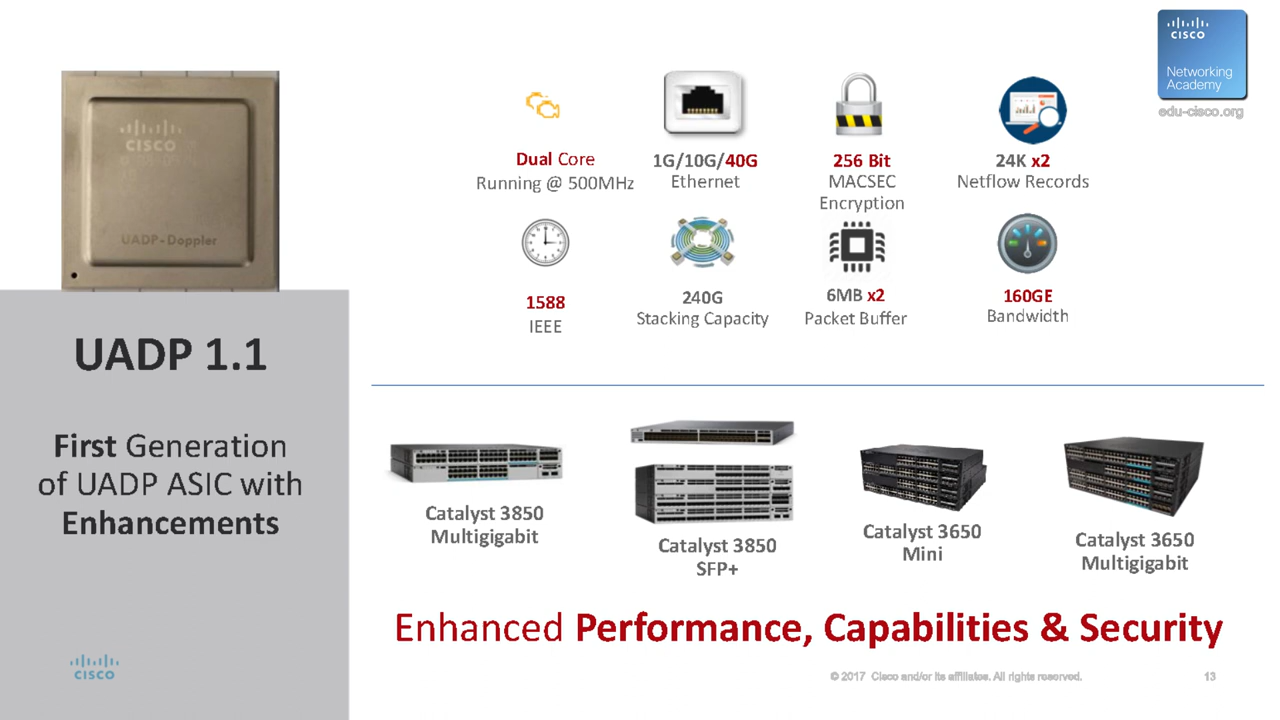 CISCO
Networking
Academy
edu-cisco.org
CISCO
UADP-Doppler
UADP 1.1
First Generation
of UADP ASIC with
Enhancements
CISCO
Dual Core
Running @ 500MHz
1G/10G/40G
Ethernet
256 Bit
MACSEC
Encryption
24K x2
Netflow Records
1588
IEEE
240G
Stacking Capacity
6MB x2
Packet Buffer
160GE
Bandwidth
Catalyst 3850
Multigigabit
Catalyst 3850
SFP+
Catalyst 3650
Mini
Catalyst 3650
Multigigabit
Enhanced Performance, Capabilities & Security
© 2017 Cisco and/or its affiliates. All rights reserved.
13